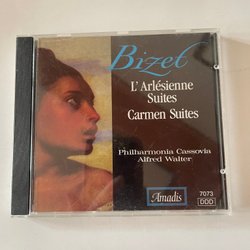 Bizet
L'Arlésienne
Suites
Carmen Suites
Philharmonia Cassovia
Alfred Walter
Amadis
7073
DDD